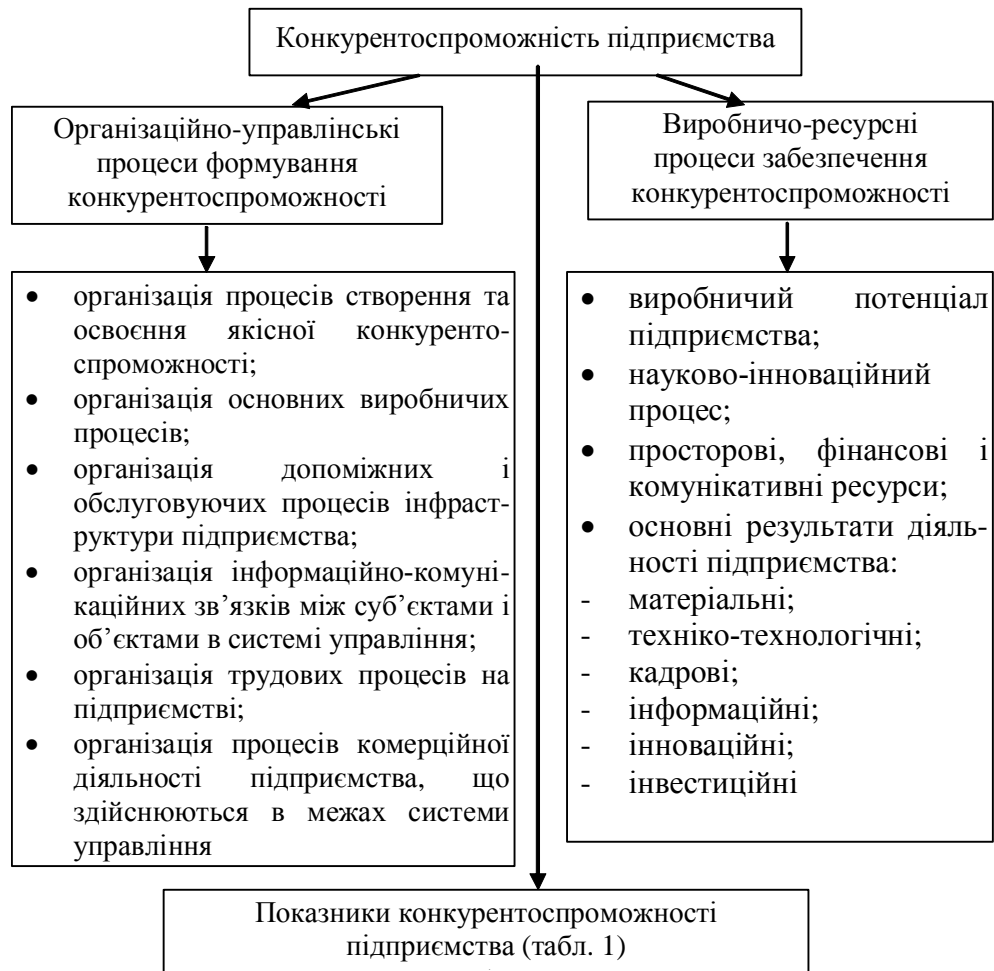 Конкурентоспроможність підприємства
Організаційно-управлінські
процеси формування
конкурентоспроможності
Виробничо-ресурсні
процеси забезпечення
конкурентоспроможності
• організація процесів створення та
освоєння якісної конкуренто-
спроможності;
• організація основних виробничих
процесів;
• організація допоміжних і
обслуговуючих процесів інфраст-
руктури підприємства;
• організація інформаційно-комуні-
каційних зв’язків між суб’єктами і
об’єктами в системі управління;
• організація трудових процесів на
підприємстві;
• організація процесів комерційної
діяльності підприємства, що
здійснюються в межах системи
управління
• виробничий потенціал
підприємства;
• науково-інноваційний
процес;
• просторові, фінансові і
комунікативні ресурси;
• основні результати діяль-
ності підприємства:
- матеріальні;
- техніко-технологічні;
- кадрові;
- інформаційні;
- інноваційні;
- інвестиційні
Показники конкурентоспроможності
підприємства (табл. 1)